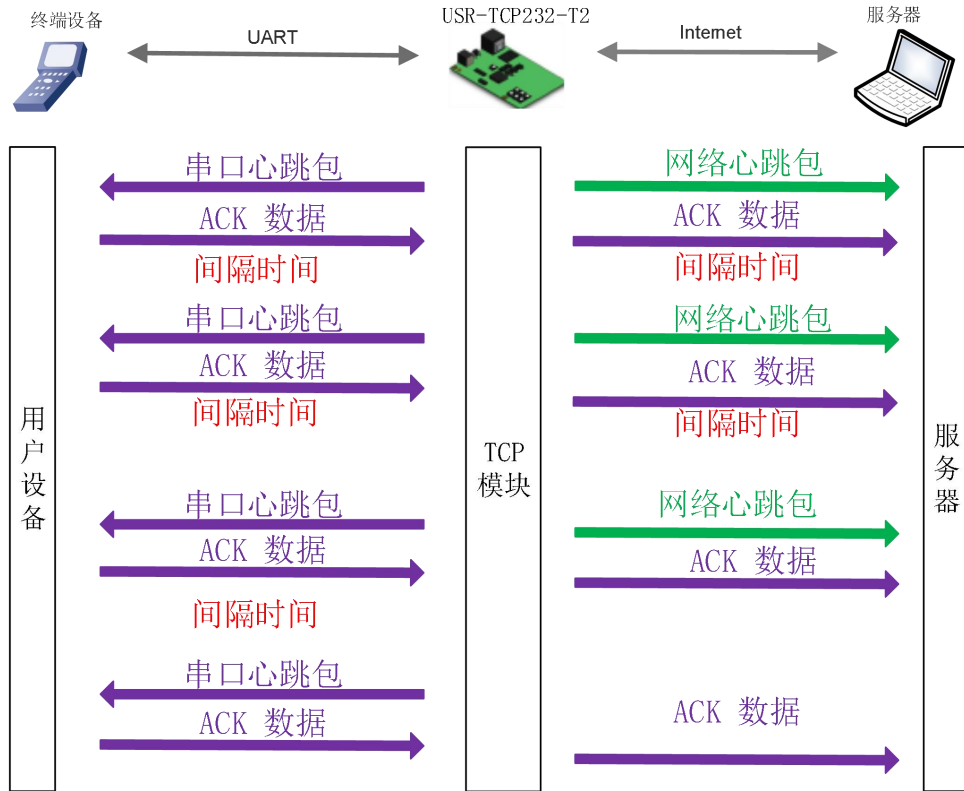 终端设备
USR-TCP232-T2
服务器
UART
Internet
串口心跳包
网络心跳包
ACK 数据
ACK 数据
间隔时间
间隔时间
串口心跳包
网络心跳包
ACK 数据
ACK 数据
间隔时间
间隔时间
用户设备
TCP
模块
服务器
串口心跳包
网络心跳包
ACK 数据
ACK 数据
间隔时间
串口心跳包
ACK 数据
ACK 数据